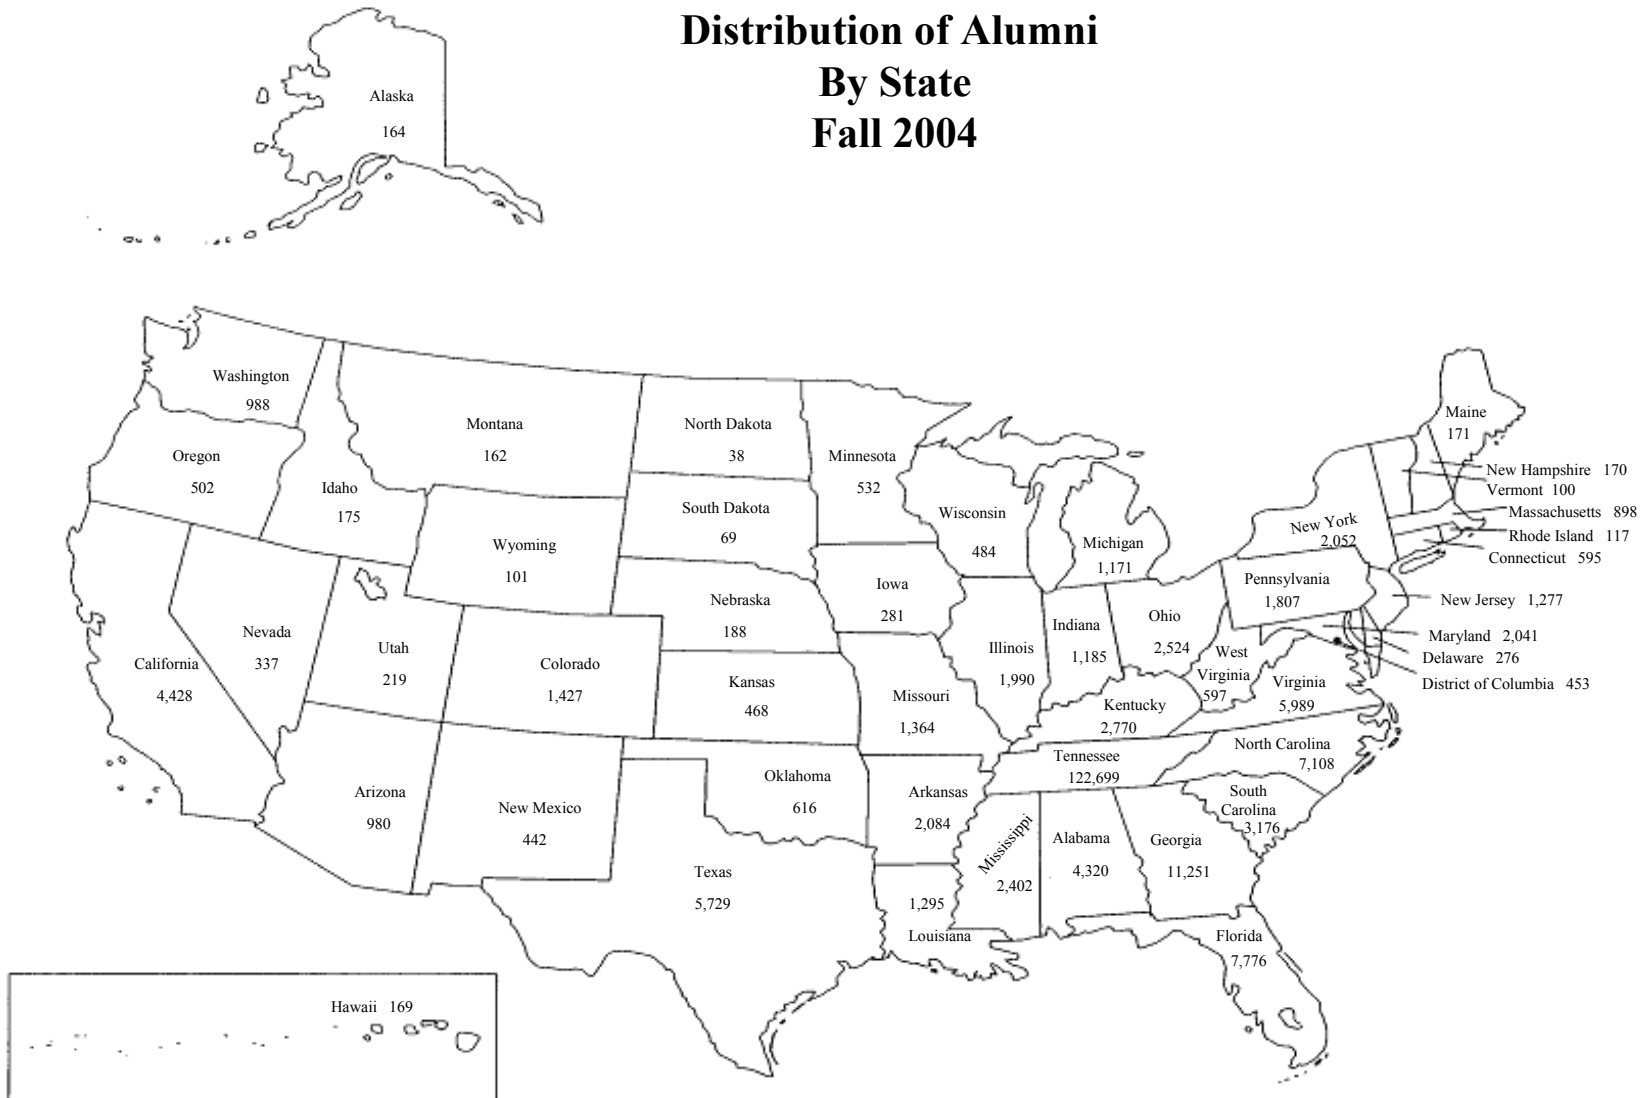 Distribution of Alumni
By State
Fall 2004
Alaska
164
Washington
988
Oregon
502
Idaho
175
Montana
162
North Dakota
38
Minnesota
532
South Dakota
69
Wisconsin
484
Michigan
1,171
Wyoming
101
Iowa
281
Nebraska
188
Nevada
337
Utah
219
Colorado
1,427
California
4,428
Kansas
468
Missouri
1,364
Illinois
1,990
Indiana
1,185
Ohio
2,524
Pennsylvania
1,807
New York
2,052
Maine
171
New Hampshire 170
Vermont 100
Massachusetts 898
Rhode Island 117
Connecticut 595
New Jersey 1,277
Maryland 2,041
Delaware 276
District of Columbia 453
West
Virginia
597
Virginia
5,989
Kentucky
2,770
Tennessee
122,699
North Carolina
7,108
South
Carolina
3,176
Arizona
980
New Mexico
442
Oklahoma
616
Arkansas
2,084
Texas
5,729
Mississippi
2,402
Alabama
4,320
Georgia
11,251
1,295
Louisiana
Florida
7,776
Hawaii 169